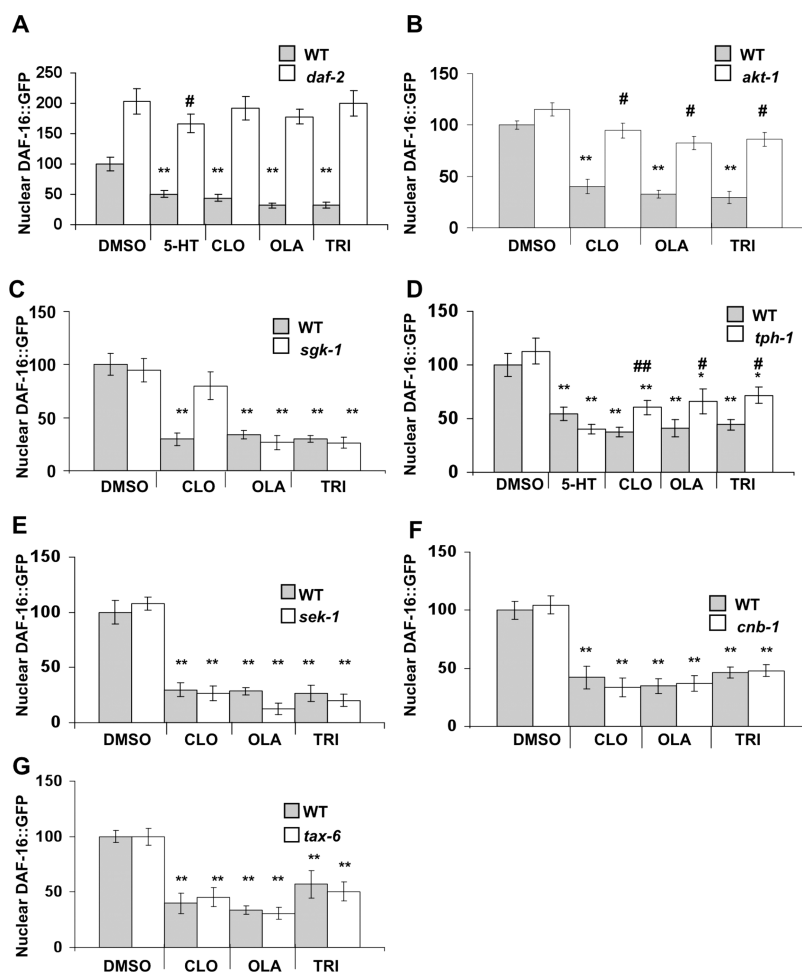 A
Nuclear DAF-16::GFP
WT
daf-2
250
200
150
100
50
0
#
** ** ** **
DMSO 5-HT CLO OLA TRI
B
Nuclear DAF-16::GFP
WT
akt-1
150
100
50
0
# # #
** ** **
DMSO CLO OLA TRI
C
Nuclear DAF-16::GFP
WT
sgk-1
150
100
50
0
** ** ** ** **
DMSO CLO OLA TRI
D
Nuclear DAF-16::GFP
WT
tph-1
150
100
50
0
## # #
* *
** ** ** ** ** **
DMSO 5-HT CLO OLA TRI
E
Nuclear DAF-16::GFP
WT
sek-1
150
100
50
0
** ** ** ** ** **
DMSO CLO OLA TRI
F
Nuclear DAF-16::GFP
WT
cnb-1
150
100
50
0
** ** ** ** ** **
DMSO CLO OLA TRI
G
Nuclear DAF-16::GFP
WT
tax-6
150
100
50
0
** ** ** ** ** **
DMSO CLO OLA TRI